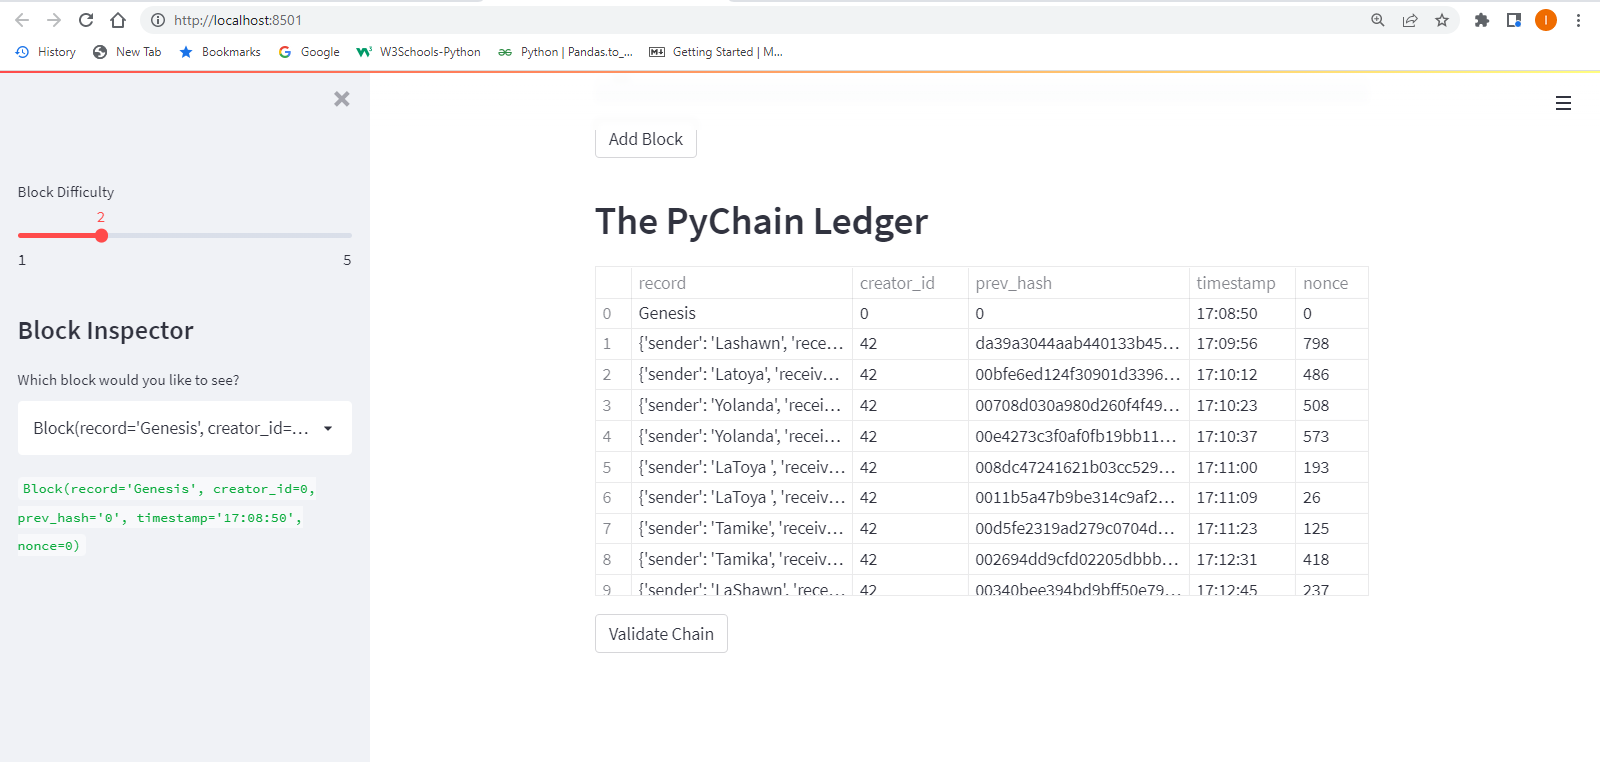 http://localhost:8501
History New Tab Bookmarks Google W3Schools-Python Python | Pandas.to_... Getting Started | M...
I
Block Difficulty
2
1 5
Block Inspector
Which block would you like to see?
Block(record='Genesis', creator_id=...
Block(record='Genesis', creator_id=0,
prev_hash='0', timestamp='17:08:50',
nonce=0)
Add Block
The PyChain Ledger
record creator_id prev_hash timestamp nonce
0 Genesis 0 0 17:08:50 0
1 {'sender': 'Lashawn', 'rece... 42 da39a3044aab440133b45... 17:09:56 798
2 {'sender': 'Latoya', 'receiv... 42 00bfe6ed124f30901d3396... 17:10:12 486
3 {'sender': 'Yolanda', 'recei... 42 00708d030a980d260f4f49... 17:10:23 508
4 {'sender': 'Yolanda', 'recei... 42 00e4273c3f0af0fb19bb11... 17:10:37 573
5 {'sender': 'LaToya ', 'receiv... 42 008dc47241621b03cc529... 17:11:00 193
6 {'sender': 'LaToya ', 'receiv... 42 0011b5a47b9be314c9af2... 17:11:09 26
7 {'sender': 'Tamike', 'receiv... 42 00d5fe2319ad279c0704d... 17:11:23 125
8 {'sender': 'Tamika', 'receiv... 42 002694dd9cfd02205dbbb... 17:12:31 418
9 {'sender': 'LaShawn', 'rece... 42 00340bee394bd9bff50e79... 17:12:45 237
Validate Chain